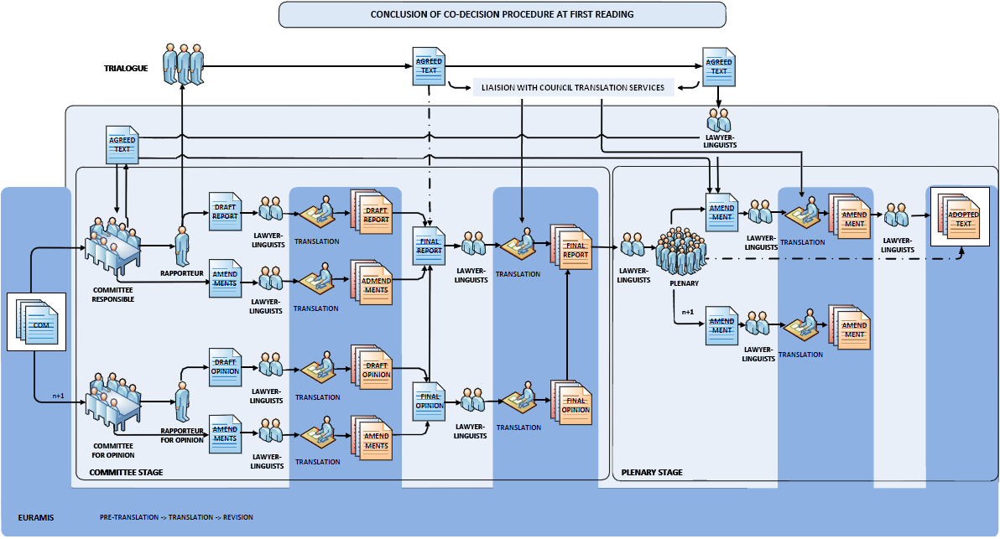 CONCLUSION OF CO-DECISION PROCEDURE AT FIRST READING
TRIALOGUE
AGREED
TEXT
AGREED
TEXT
LIAISON WITH COUNCIL TRANSLATION SERVICES
LAWYER-
LINGUISTS
AGREED
TEXT
COM
n+1
COMMITTEE
RESPONSIBLE
RAPPORTEUR
DRAFT
REPORT
LAWYER-
LINGUISTS
TRANSLATION
DRAFT
REPORT
AMEND
MENTS
LAWYER-
LINGUISTS
TRANSLATION
ADMEND
MENTS
FINAL
REPORT
LAWYER-
LINGUISTS
TRANSLATION
FINAL
REPORT
COMMITTEE
FOR OPINION
RAPPORTEUR
FOR OPINION
DRAFT
OPINION
LAWYER-
LINGUISTS
TRANSLATION
DRAFT
OPINION
AMEND
MENTS
LAWYER-
LINGUISTS
TRANSLATION
AMEND
MENTS
FINAL
OPINION
LAWYER-
LINGUISTS
TRANSLATION
FINAL
OPINION
COMMITTEE STAGE
LAWYER-
LINGUISTS
PLENARY
AMEND
MENT
LAWYER-
LINGUISTS
TRANSLATION
AMEND
MENT
LAWYER-
LINGUISTS
ADOPTED
TEXT
n+1
AMEND
MENT
LAWYER-
LINGUISTS
TRANSLATION
AMEND
MENT
PLENARY STAGE
EURAMIS
PRE-TRANSLATION -> TRANSLATION -> REVISION